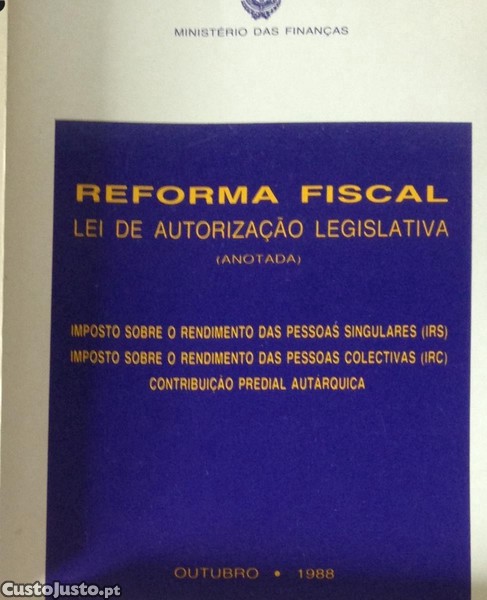 MINISTÉRIO DAS FINANÇAS
REFORMA FISCAL
LEI DE AUTORIZAÇÃO LEGISLATIVA
(ANOTADA)
IMPOSTO SOBRE O RENDIMENTO DAS PESSOAS SINGULARES (IRS)
IMPOSTO SOBRE O RENDIMENTO DAS PESSOAS COLECTIVAS (IRC)
CONTRIBUIÇÃO PREDIAL AUTÁRQUICA
OUTUBRO • 1988
CustoJusto.pt